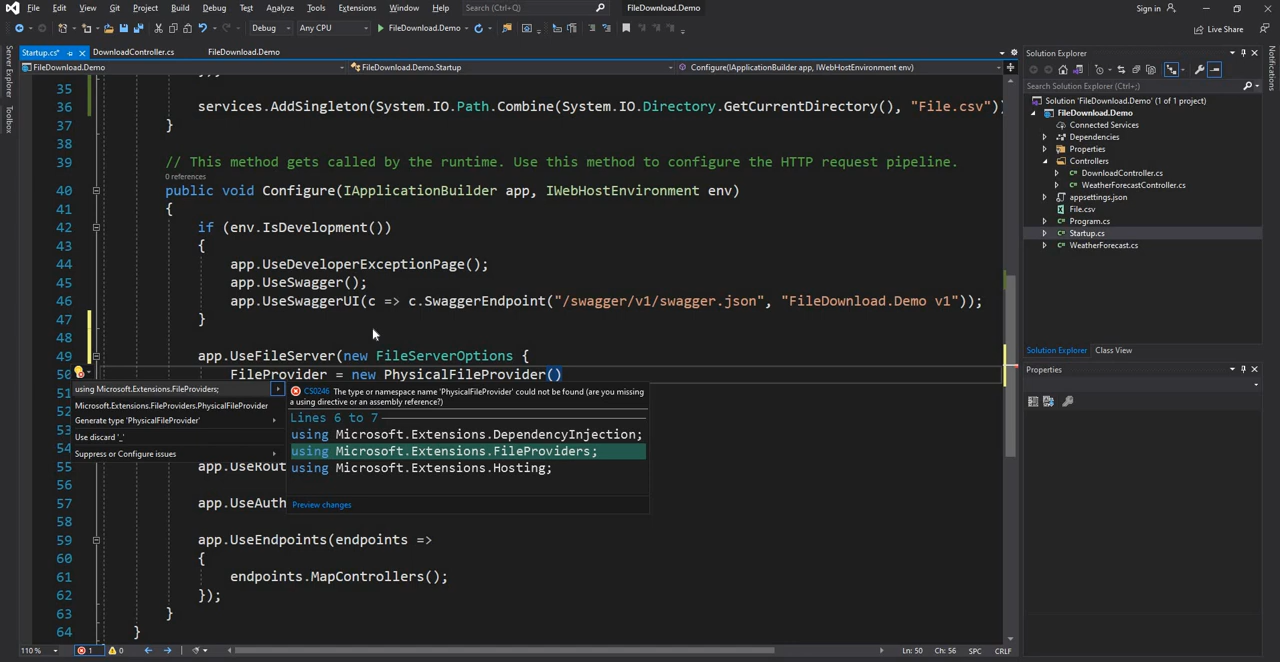 File Edit View Git Project Build Debug Test Analyze Tools Extensions Window Help Search (Ctrl+Q) FileDownload.Demo Sign in
Debug Any CPU FileDownload.Demo Live Share
Startup.cs* DownloadController.cs FileDownload.Demo
FileDownload.Demo FileDownload.Demo.Startup Configure(IApplicationBuilder app, IWebHostEnvironment env)
Server Explorer
Toolbox
35
36 services.AddSingleton(System.IO.Path.Combine(System.IO.Directory.GetCurrentDirectory(), "File.csv"))
37 }
38
39 // This method gets called by the runtime. Use this method to configure the HTTP request pipeline.
0 references
40 public void Configure(IApplicationBuilder app, IWebHostEnvironment env)
41 {
42 if (env.IsDevelopment())
43 {
44 app.UseDeveloperExceptionPage();
45 app.UseSwagger();
46 app.UseSwaggerUI(c => c.SwaggerEndpoint("/swagger/v1/swagger.json", "FileDownload.Demo v1"));
47 }
48
49 app.UseFileServer(new FileServerOptions {
50 FileProvider = new PhysicalFileProvider()
using Microsoft.Extensions.FileProviders;
Microsoft.Extensions.FileProviders.PhysicalFileProvider
Generate type 'PhysicalFileProvider'
Use discard '_'
Suppress or Configure issues
CS0246 The type or namespace name 'PhysicalFileProvider' could not be found (are you missing
a using directive or an assembly reference?)
Lines 6 to 7
using Microsoft.Extensions.DependencyInjection;
using Microsoft.Extensions.FileProviders;
using Microsoft.Extensions.Hosting;
Preview changes
55 app.UseRout
56
57 app.UseAuth
58
59 app.UseEndpoints(endpoints =>
60 {
61 endpoints.MapControllers();
62 });
63 }
64 }
110 % 1 0 Ln: 50 Ch: 56 SPC CRLF
Solution Explorer
Search Solution Explorer (Ctrl+;)
Solution 'FileDownload.Demo' (1 of 1 project)
FileDownload.Demo
Connected Services
Dependencies
Properties
Controllers
DownloadController.cs
WeatherForecastController.cs
appsettings.json
File.csv
Program.cs
Startup.cs
WeatherForecast.cs
Solution Explorer Class View
Properties
Notifications